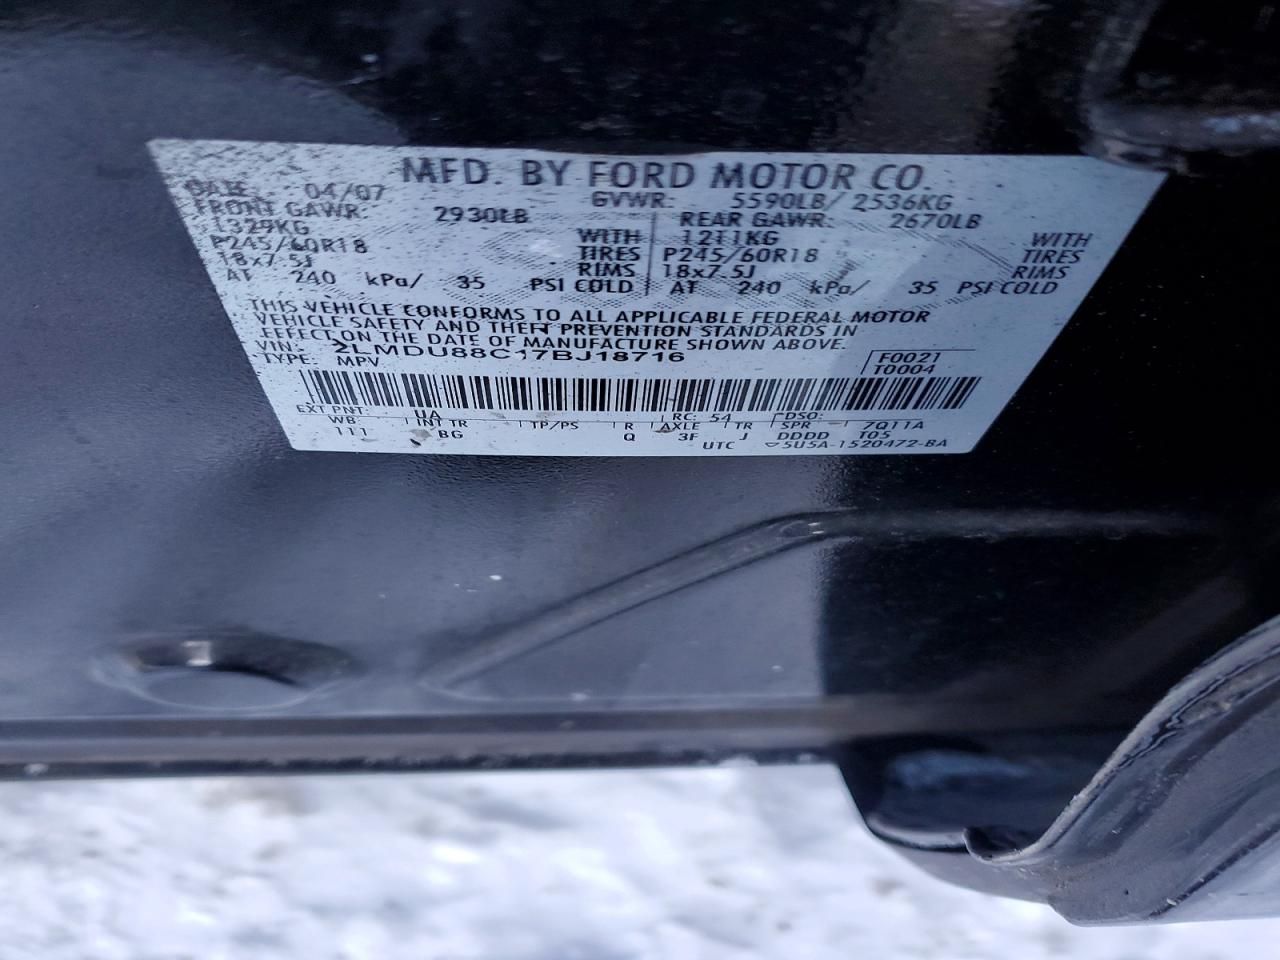 MFD. BY FORD MOTOR CO.
DATE: 04/07 GVWR: 5590LB/ 2536KG
FRONT GAWR: 2930LB REAR GAWR: 2670LB
1329KG WITH 1211KG WITH
P245/60R18 TIRES P245/60R18 TIRES
18x7.5J RIMS 18x7.5J RIMS
AT 240 kPa/ 35 PSI COLD AT 240 kPa/ 35 PSI COLD
THIS VEHICLE CONFORMS TO ALL APPLICABLE FEDERAL MOTOR
VEHICLE SAFETY AND THEFT PREVENTION STANDARDS IN
EFFECT ON THE DATE OF MANUFACTURE SHOWN ABOVE.
VIN: 2LMDU88C17BJ18716
TYPE: MPV
F0021
T0004
EXT PNT: UA RC: 54 DSO:
WB INT TR TP/PS R AXLE TR SPR 7Q11A
111 BG Q 3F J DDDD T05
UTC 5U5A-1520472-BA